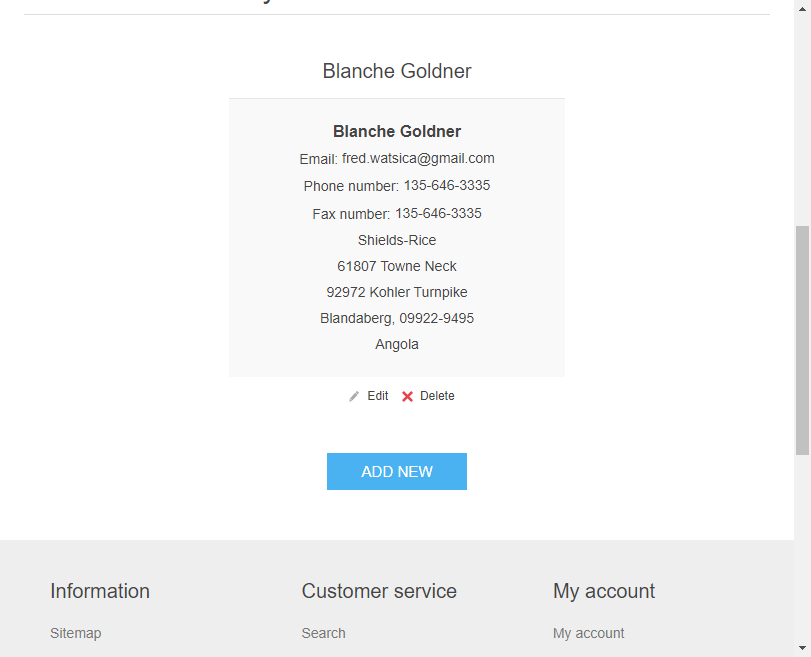 Blanche Goldner
Blanche Goldner
Email: fred.watsica@gmail.com
Phone number: 135-646-3335
Fax number: 135-646-3335
Shields-Rice
61807 Towne Neck
92972 Kohler Turnpike
Blandaberg, 09922-9495
Angola
Edit Delete
ADD NEW
Information Customer service My account
Sitemap Search My account